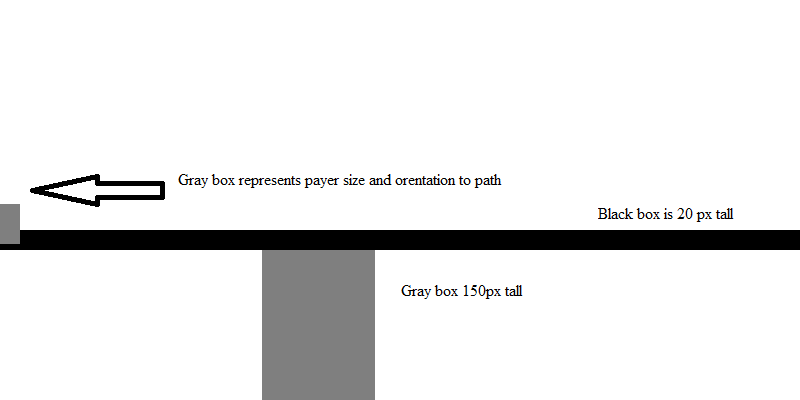 Gray box represents payer size and orentation to path
Black box is 20 px tall
Gray box 150px tall